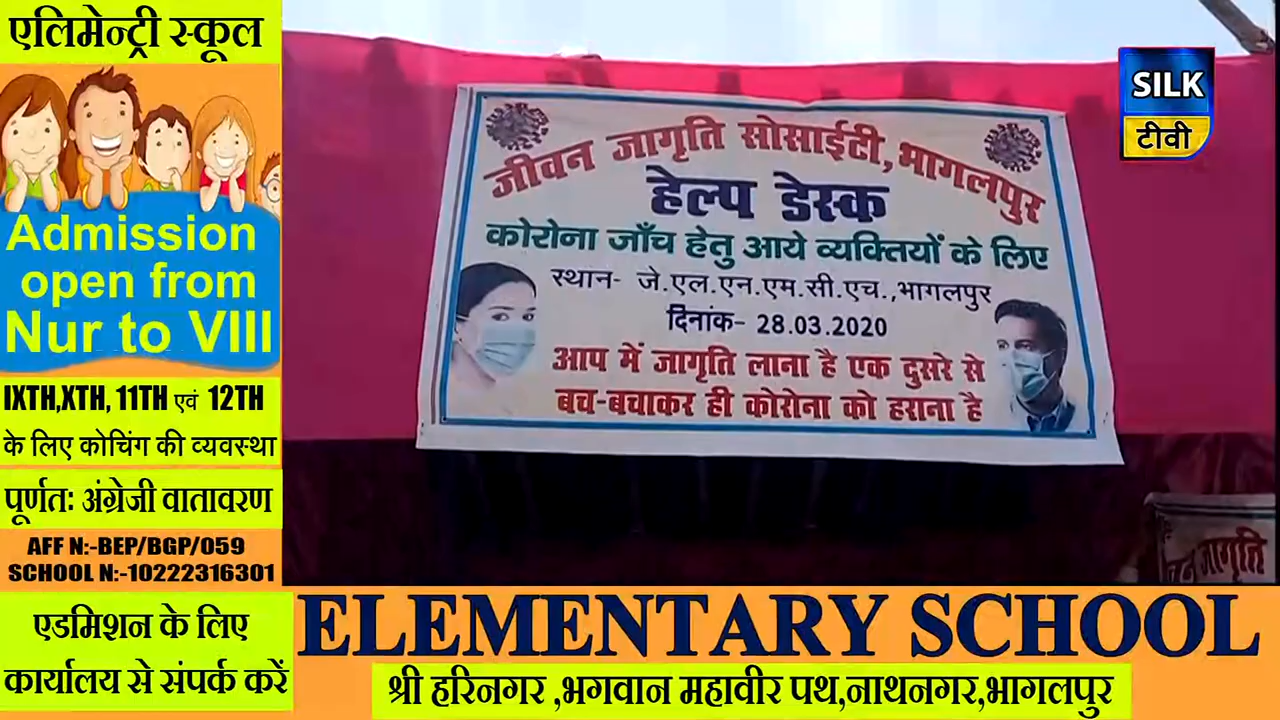 एलिमेन्ट्री स्कूल
Admission
open from
Nur to VIII
IXTH,XTH, 11TH एवं 12TH
के लिए कोचिंग की व्यवस्था
पूर्णतः अंग्रेजी वातावरण
AFF N:-BEP/BGP/059
SCHOOL N:-10222316301
एडमिशन के लिए
कार्यालय से संपर्क करें
SILK
टीवी
जीवन जागृति सोसाईटी,भागलपुर
हेल्प डेस्क
कोरोना जाँच हेतु आये व्यक्तियों के लिए
स्थान- जे.एल.एन.एम.सी.एच.,भागलपुर
दिनांक- 28.03.2020
आप में जागृति लाना है एक दुसरे से
बच-बचाकर ही कोरोना को हराना है
जागृति
ELEMENTARY SCHOOL
श्री हरिनगर ,भगवान महावीर पथ,नाथनगर,भागलपुर